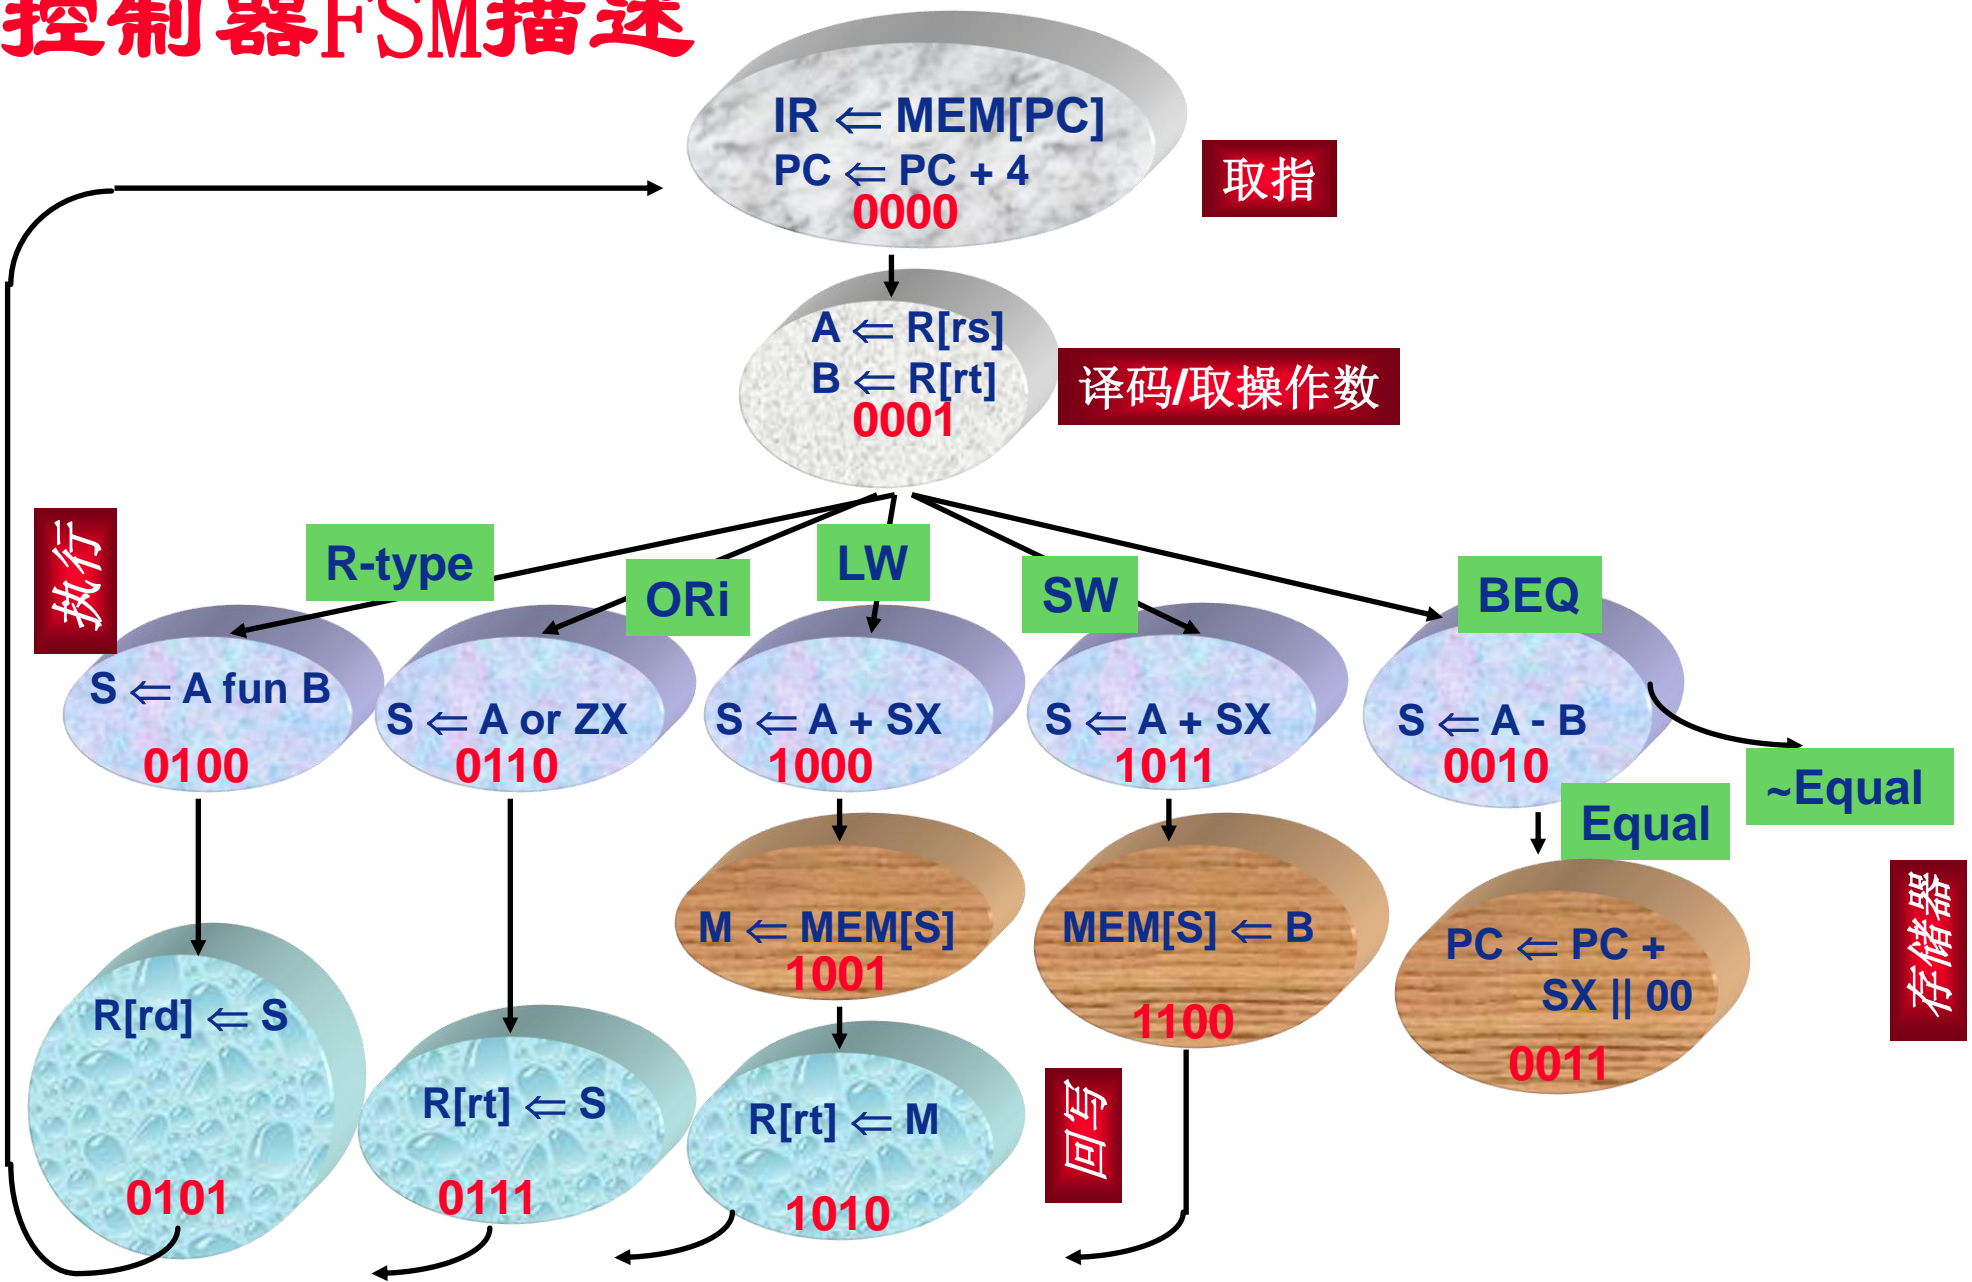 控制器FSM描述
IR ⇐ MEM[PC]
PC ⇐ PC + 4
0000
取指
A ⇐ R[rs]
B ⇐ R[rt]
0001
译码/取操作数
执行
R-type
ORi
LW
SW
BEQ
S ⇐ A fun B
0100
S ⇐ A or ZX
0110
S ⇐ A + SX
1000
S ⇐ A + SX
1011
S ⇐ A - B
0010
Equal
~Equal
存储器
M ⇐ MEM[S]
1001
MEM[S] ⇐ B
1100
PC ⇐ PC +
SX || 00
0011
R[rd] ⇐ S
0101
R[rt] ⇐ S
0111
R[rt] ⇐ M
1010
回写